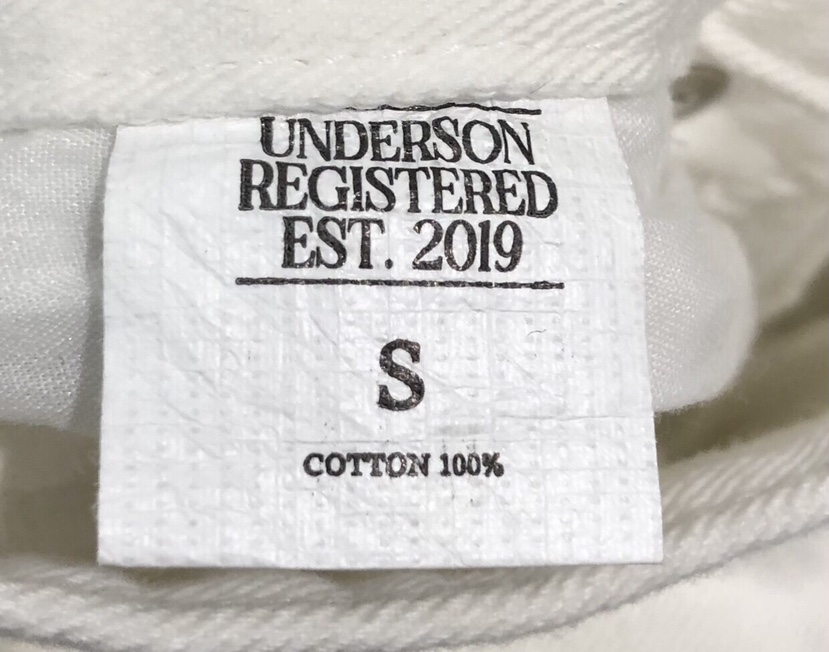 UNDERSON
REGISTERED
EST. 2019
S
COTTON 100%